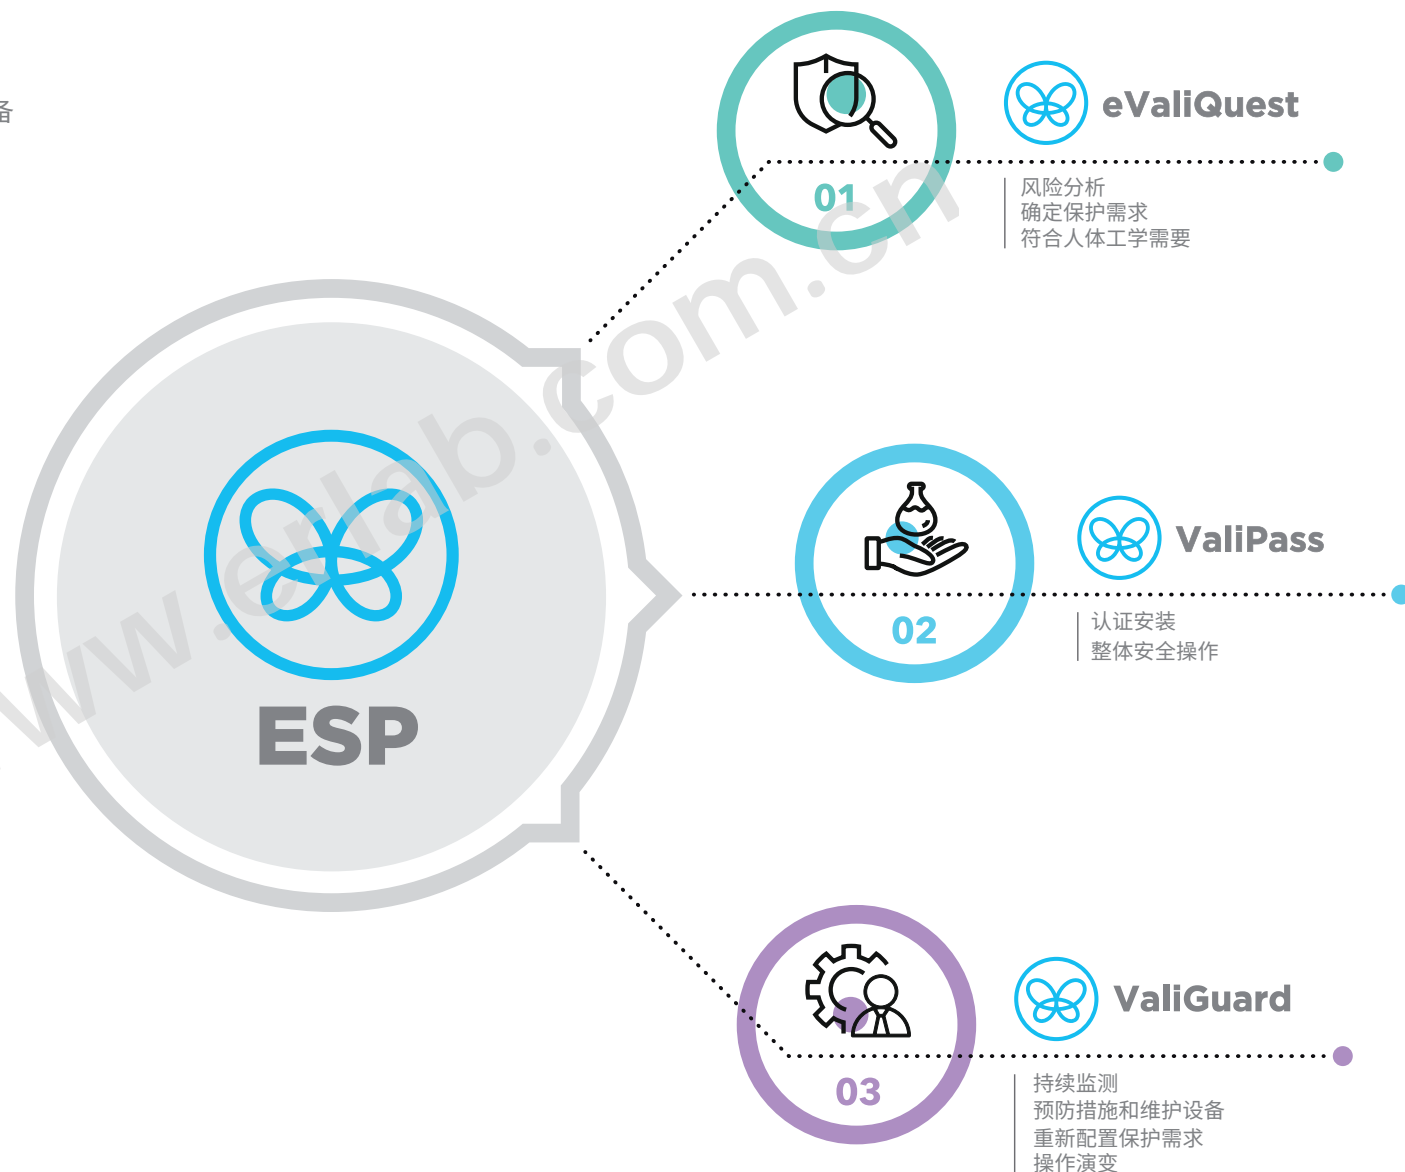 备
eValiQuest
01
风险分析
确定保护需求
符合人体工学需要
www.erlab.com.cn
ESP
ValiPass
02
认证安装
整体安全操作
ValiGuard
03
持续监测
预防措施和维护设备
重新配置保护需求
操作演变